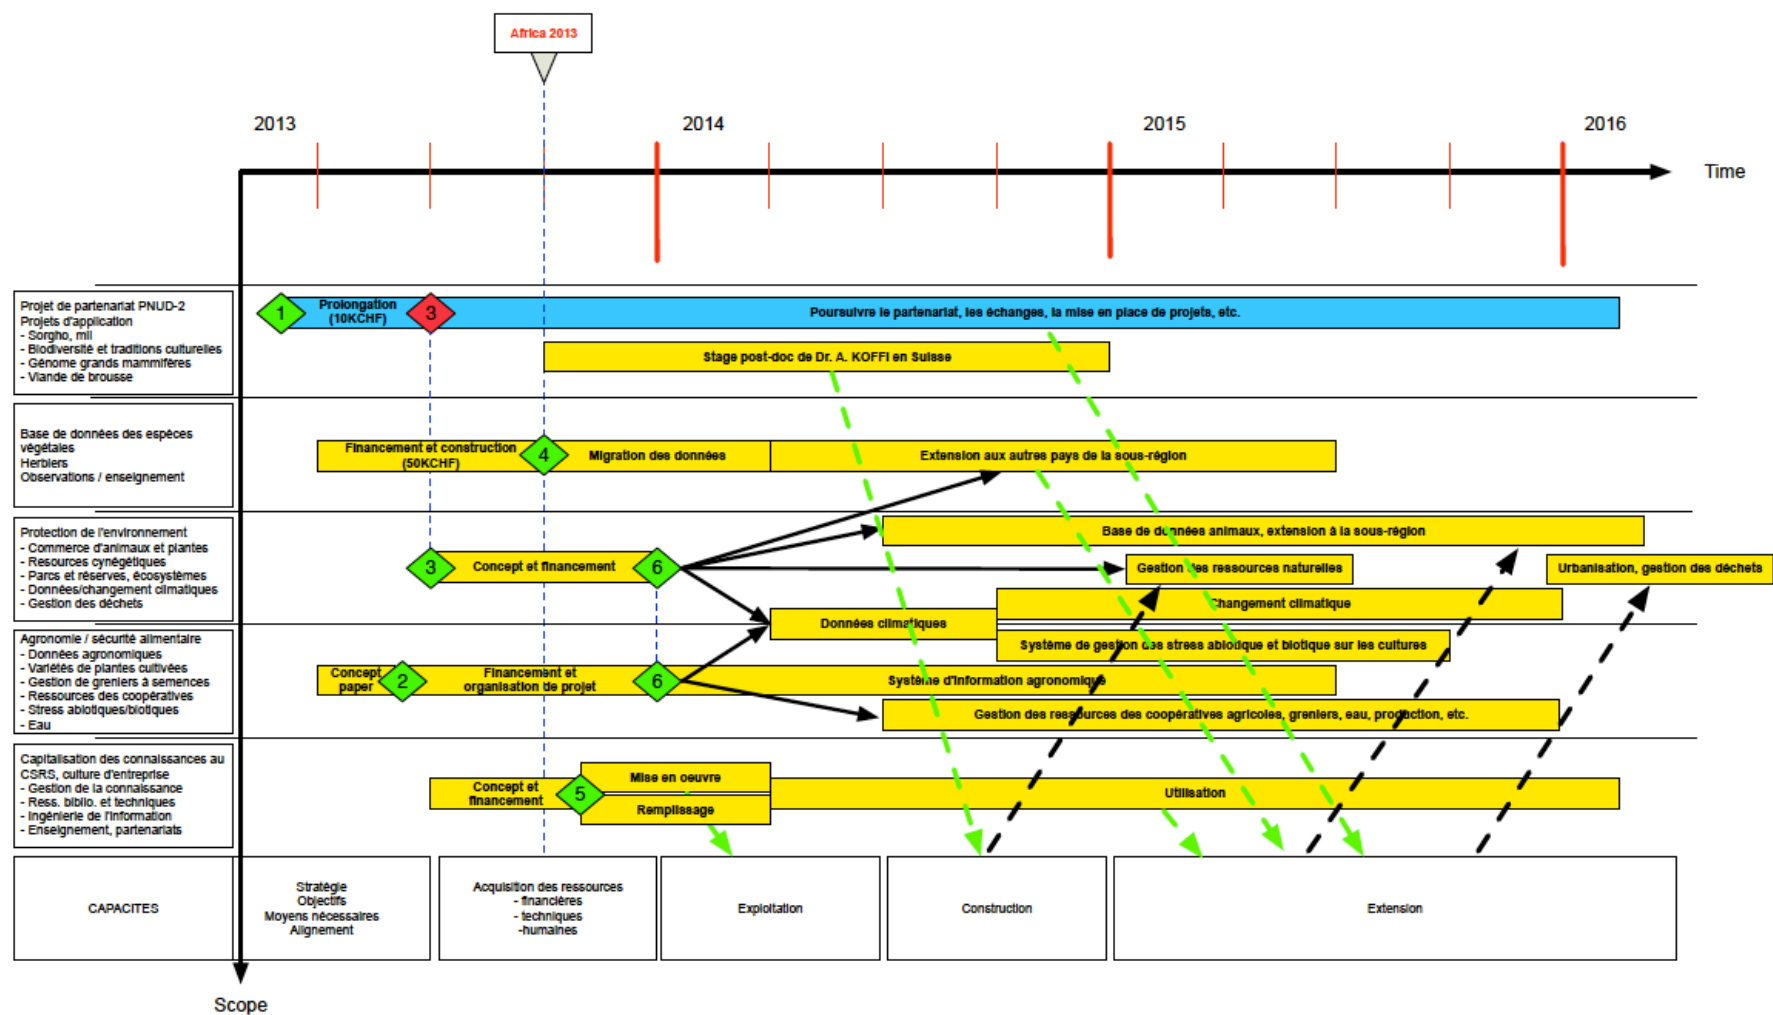 Africa 2013
2013
2014
2015
2016
Time
Projet de partenariat PNUD-2
Projets d'application
- Sorgho, mil
- Biodiversité et traditions culturelles
- Génome grands mammifères
- Viande de brousse
1
Prolongation
(10KCHF)
3
Poursuivre le partenariat, les échanges, la mise en place de projets, etc.
Stage post-doc de Dr. A. KOFFI en Suisse
Base de données des espèces
végétales
Herbiers
Observations / enseignement
Financement et construction
(50KCHF)
4
Migration des données
Extension aux autres pays de la sous-région
Protection de l'environnement
- Commerce d'animaux et plantes
- Resources cynégétiques
- Parcs et réserves, écosystèmes
- Données/changement climatiques
- Gestion des déchets
3
Concept et financement
6
Base de données animaux, extension à la sous-région
Gestion des ressources naturelles
Urbanisation, gestion des déchets
Changement climatique
Données climatiques
Système de gestion des stress abiotique et biotique sur les cultures
Agronomie / sécurité alimentaire
- Données agronomiques
- Variétés de plantes cultivées
- Gestion de greniers à semences
- Ressources des coopératives
- Stress abiotiques/biotiques
- Eau
Concept
paper
2
Financement et
organisation de projet
6
Système d'information agronomique
Gestion des ressources des coopératives agricoles, greniers, eau, production, etc.
Capitalisation des connaissances au
CSRS, culture d'entreprise
- Gestion de la connaissance
- Ress. biblio. et techniques
- Ingénierie de l'information
- Enseignement, partenariats
Concept et
financement
5
Mise en oeuvre
Remplissage
Utilisation
CAPACITES
Stratégie
Objectifs
Moyens nécessaires
Alignement
Acquisition des ressources
- financières
- techniques
-humaines
Exploitation
Construction
Extension
Scope